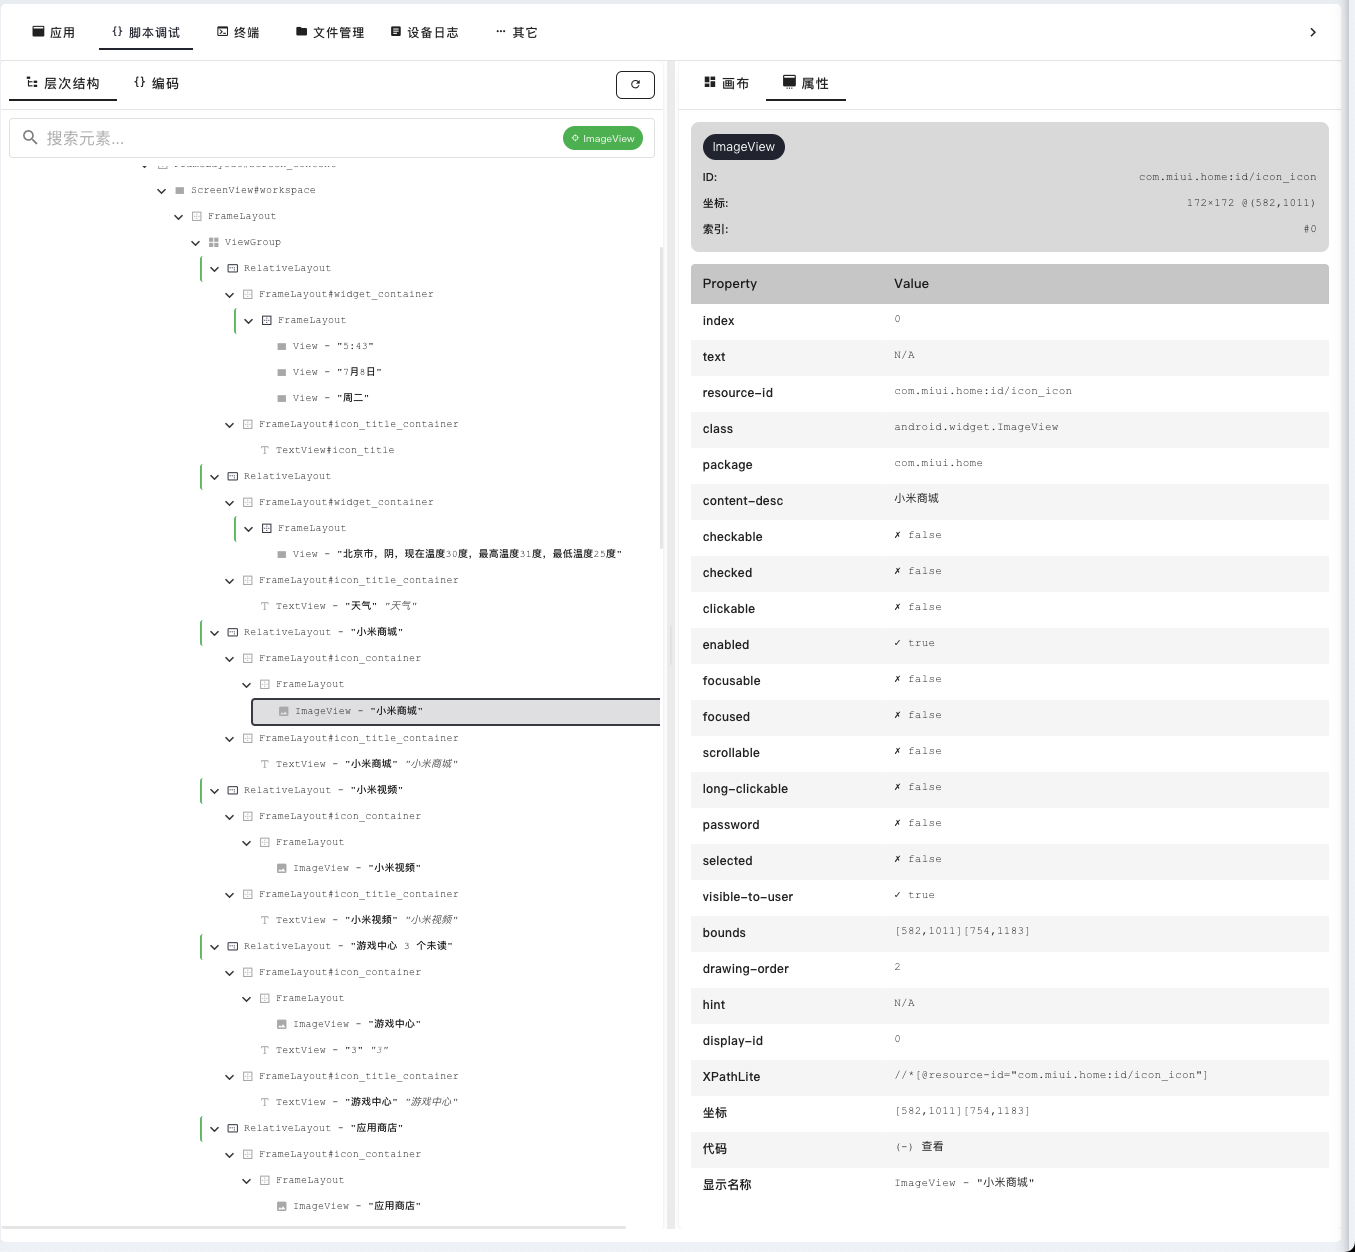 应用
脚本调试
终端
文件管理
设备日志
其它
层次结构
编码
搜索元素...
ImageView
ScreenView#workspace
FrameLayout
ViewGroup
RelativeLayout
FrameLayout#widget_container
FrameLayout
View - "5:43"
View - "7月8日"
View - "周二"
FrameLayout#icon_title_container
TextView#icon_title
RelativeLayout
FrameLayout#widget_container
FrameLayout
View - "北京市, 阴, 现在温度30度, 最高温度31度, 最低温度25度"
FrameLayout#icon_title_container
TextView - "天气" "天气"
RelativeLayout - "小米商城"
FrameLayout#icon_container
FrameLayout
ImageView - "小米商城"
FrameLayout#icon_title_container
TextView - "小米商城" "小米商城"
RelativeLayout - "小米视频"
FrameLayout#icon_container
FrameLayout
ImageView - "小米视频"
FrameLayout#icon_title_container
TextView - "小米视频" "小米视频"
RelativeLayout - "游戏中心 3 个未读"
FrameLayout#icon_container
FrameLayout
ImageView - "游戏中心"
TextView - "3" "3"
FrameLayout#icon_title_container
TextView - "游戏中心" "游戏中心"
RelativeLayout - "应用商店"
FrameLayout#icon_container
FrameLayout
ImageView - "应用商店"
画布
属性
ImageView
ID: com.miui.home:id/icon_icon
坐标: 172×172 @(582,1011)
索引: #0
Property Value
index 0
text N/A
resource-id com.miui.home:id/icon_icon
class android.widget.ImageView
package com.miui.home
content-desc 小米商城
checkable ✗ false
checked ✗ false
clickable ✗ false
enabled ✓ true
focusable ✗ false
focused ✗ false
scrollable ✗ false
long-clickable ✗ false
password ✗ false
selected ✗ false
visible-to-user ✓ true
bounds [582,1011][754,1183]
drawing-order 2
hint N/A
display-id 0
XPathLite //*[@resource-id="com.miui.home:id/icon_icon"]
坐标 [582,1011][754,1183]
代码 (-) 查看
显示名称 ImageView - "小米商城"